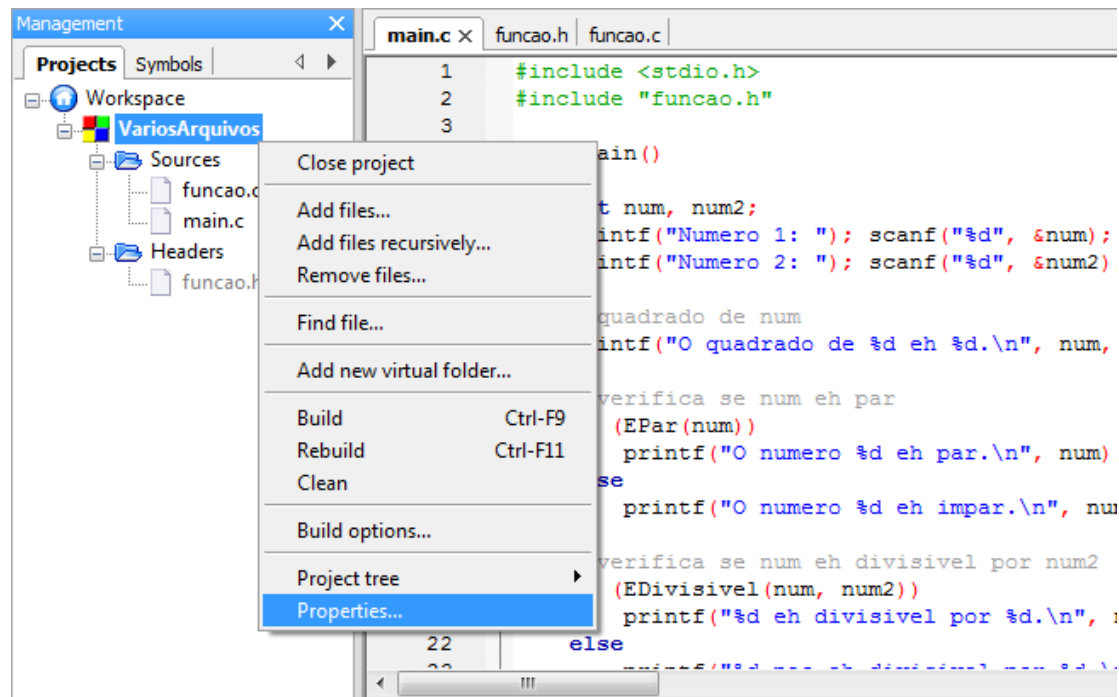 Management
Projects Symbols
Workspace
VariosArquivos
Sources
funcao.c
main.c
Headers
funcao.h
Close project
Add files...
Add files recursively...
Remove files...
Find file...
Add new virtual folder...
Build Ctrl-F9
Rebuild Ctrl-F11
Clean
Build options...
Project tree
Properties...
main.c funcao.h funcao.c
1 #include <stdio.h>
2 #include "funcao.h"
3
ain()
t num, num2;
intf("Numero 1: "); scanf("%d", &num);
intf("Numero 2: "); scanf("%d", &num2)
quadrado de num
intf("O quadrado de %d eh %d.\n", num,
verifica se num eh par
(EPar(num))
printf("O numero %d eh par.\n", num)
se
printf("O numero %d eh impar.\n", num
verifica se num eh divisivel por num2
(EDivisivel(num, num2))
printf("%d eh divisivel por %d.\n",
22 else